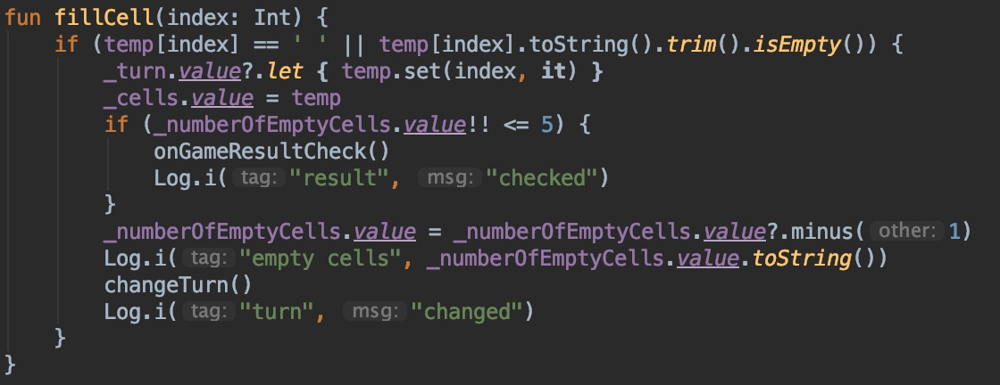 fun fillCell(index: Int) {
if (temp[index] == ' ' || temp[index].toString().trim().isEmpty()) {
_turn.value?.let { temp.set(index, it) }
_cells.value = temp
if (_numberOfEmptyCells.value!! <= 5) {
onGameResultCheck()
Log.i( tag: "result", msg: "checked")
}
_numberOfEmptyCells.value = _numberOfEmptyCells.value?.minus( other: 1)
Log.i( tag: "empty cells", _numberOfEmptyCells.value.toString())
changeTurn()
Log.i( tag: "turn", msg: "changed")
}
}